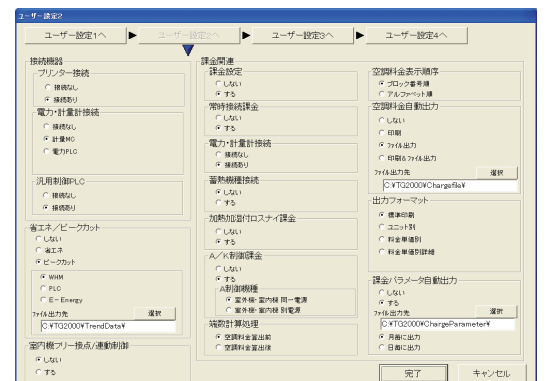 ユーザー設定2
ユーザー設定1へ
ユーザー設定2へ
ユーザー設定3へ
ユーザー設定4へ
接続機器
プリンター接続
接続なし
接続あり
電力・計量計接続
接続なし
計量MC
電力PLC
汎用制御PLC
接続なし
接続あり
省エネ/ピークカット
しない
省エネ
ピークカット
WHM
PLC
E-Energy
ファイル出力先
選択
C:¥TG2000¥TrendData¥
室内機フリー接点/連動制御
しない
する
課金関連
課金設定
しない
する
常時接続課金
しない
する
電力・計量計接続
接続なし
接続あり
蓄熱機種接続
しない
する
加熱加湿付ロスナイ課金
しない
する
A/K制御課金
しない
する
A制御機種
室外機・室内機 同一電源
室外機・室内機 別電源
端数計算処理
空調料金算出前
空調料金算出後
空調料金表示順序
ブロック番号順
アルファベット順
空調料金自動出力
しない
印刷
ファイル出力
印刷&ファイル出力
ファイル出力先
選択
C:¥TG2000¥Chargefile¥
出力フォーマット
標準印刷
ユニット別
料金単価別
料金単価別詳細
課金パラメータ自動出力
しない
する
ファイル出力先
選択
C:¥TG2000¥ChargeParameter¥
月毎に出力
日毎に出力
完了
キャンセル